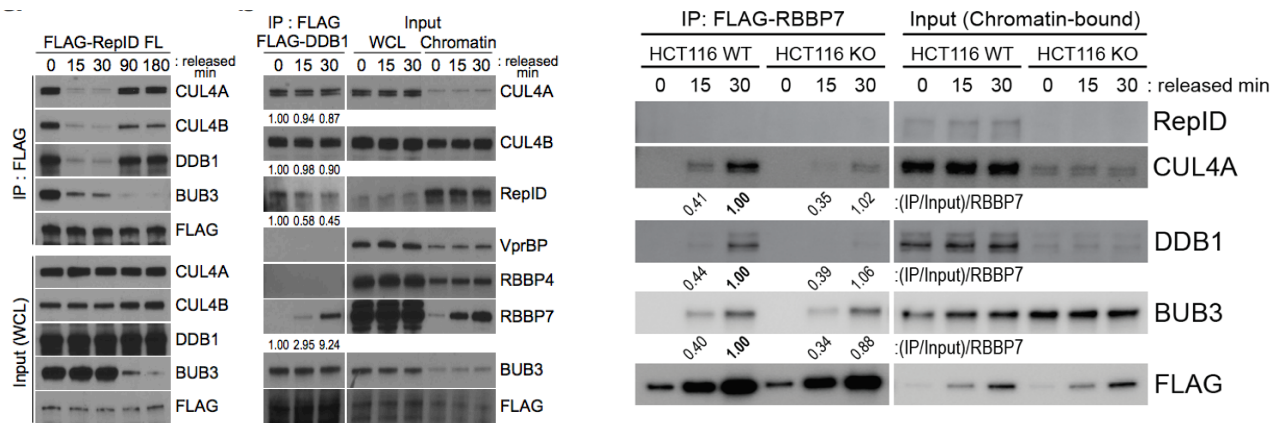 FLAG-RepID FL
0 15 30 90 180 : released min
IP : FLAG
CUL4A
CUL4B
DDB1
BUB3
FLAG
Input (WCL)
CUL4A
CUL4B
DDB1
BUB3
FLAG
IP : FLAG
FLAG-DDB1
Input
WCL Chromatin
0 15 30 0 15 30 0 15 30 : released min
CUL4A
1.00 0.94 0.87
CUL4B
1.00 0.98 0.90
RepID
1.00 0.58 0.45
VprBP
RBBP4
RBBP7
1.00 2.95 9.24
BUB3
FLAG
IP: FLAG-RBBP7
Input (Chromatin-bound)
HCT116 WT HCT116 KO HCT116 WT HCT116 KO
0 15 30 0 15 30 0 15 30 0 15 30 : released min
RepID
CUL4A
0.41 1.00 0.35 1.02 :(IP/Input)/RBBP7
DDB1
0.44 1.00 0.39 1.06 :(IP/Input)/RBBP7
BUB3
0.40 1.00 0.34 0.88 :(IP/Input)/RBBP7
FLAG